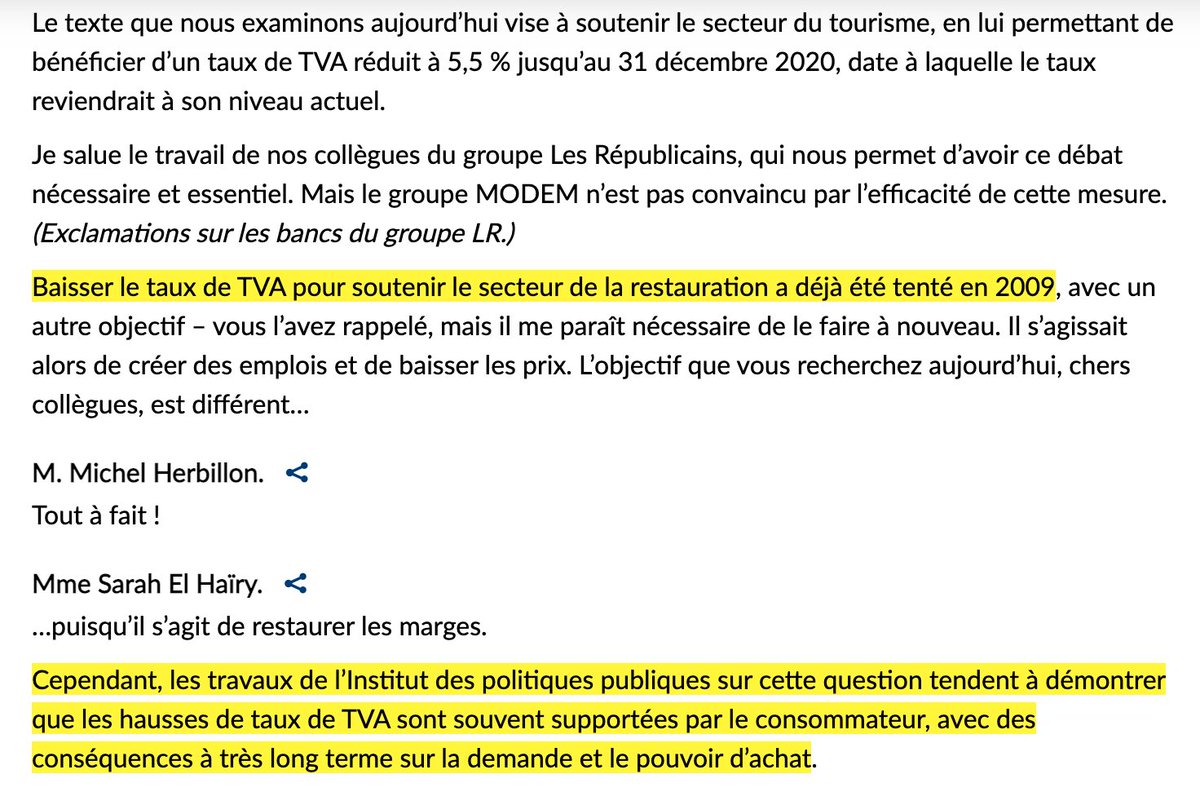 Le texte que nous examinons aujourd’hui vise à soutenir le secteur du tourisme, en lui permettant de
bénéficier d’un taux de TVA réduit à 5,5 % jusqu’au 31 décembre 2020, date à laquelle le taux
reviendrait à son niveau actuel.
Je salue le travail de nos collègues du groupe Les Républicains, qui nous permet d’avoir ce débat
nécessaire et essentiel. Mais le groupe MODEM n’est pas convaincu par l’efficacité de cette mesure.
(Exclamations sur les bancs du groupe LR.)
Baisser le taux de TVA pour soutenir le secteur de la restauration a déjà été tenté en 2009, avec un
autre objectif – vous l’avez rappelé, mais il me paraît nécessaire de le faire à nouveau. Il s’agissait
alors de créer des emplois et de baisser les prix. L’objectif que vous recherchez aujourd’hui, chers
collègues, est différent…
M. Michel Herbillon.
Tout à fait !
Mme Sarah El Haïry.
…puisqu’il s’agit de restaurer les marges.
Cependant, les travaux de l’Institut des politiques publiques sur cette question tendent à démontrer
que les hausses de taux de TVA sont souvent supportées par le consommateur, avec des
conséquences à très long terme sur la demande et le pouvoir d’achat.